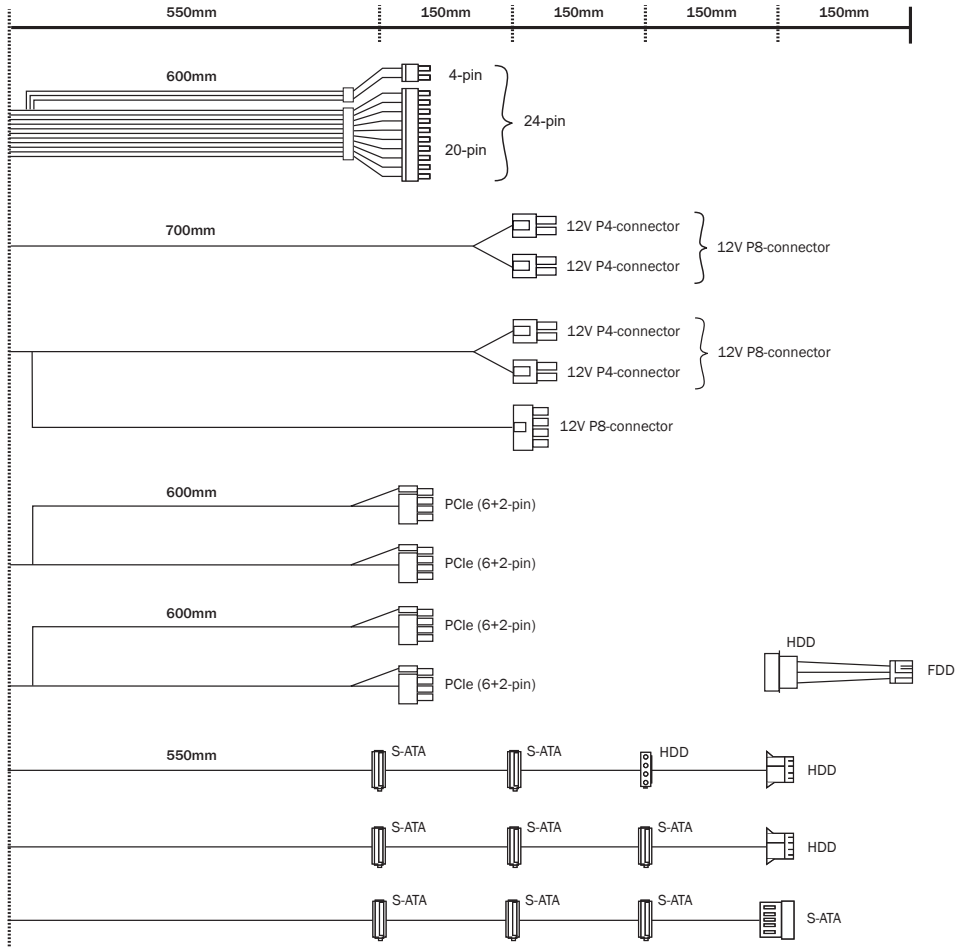 550mm 150mm 150mm 150mm 150mm
600mm
4-pin
24-pin
20-pin
700mm
12V P4-connector
12V P8-connector
12V P4-connector
12V P4-connector
12V P8-connector
12V P4-connector
12V P8-connector
600mm
PCIe (6+2-pin)
PCIe (6+2-pin)
600mm
PCIe (6+2-pin)
HDD
FDD
PCIe (6+2-pin)
550mm S-ATA S-ATA HDD
HDD
S-ATA S-ATA S-ATA
HDD
S-ATA S-ATA S-ATA
S-ATA